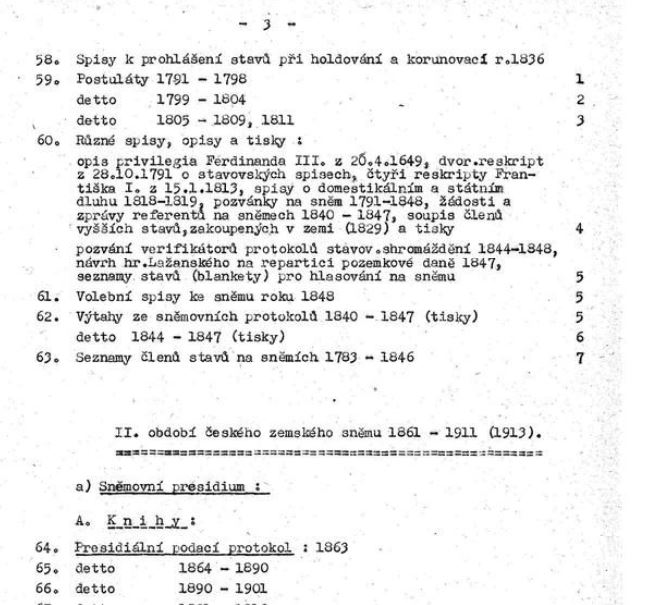 - 3 -
58. Spisy k prohlášení stavů při holdování a korunovací r.1836
59. Postuláty 1791 - 1798 1
detto 1799 - 1804 2
detto 1805 - 1809, 1811 3
60. Různé spisy, opisy a tisky :
opis privilegia Ferdinanda III. z 26.4.1649, dvor.reskript
z 28.10.1791 o stavovských spisech, čtyři reskripty Fran-
tiška I. z 15.1.1813, spisy o domestikálním a státním
dluhu 1818-1819, pozvánky na sněm 1791-1848, žádosti a
zprávy referentů na sněmech 1840 - 1847, soupis členů
vyšších stavů,zakoupených v zemi (1829) a tisky 4
pozvání verifikátorů protokolů stavov.shromáždění 1844-1848,
návrh hr.Lažanského na repartici pozemkové daně 1847,
seznamy stavů (blankety) pro hlasování na sněmu 5
61. Volební spisy ke sněmu roku 1848 5
62. Výtahy ze sněmovních protokolů 1840 - 1847 (tisky) 5
detto 1844 - 1847 (tisky) 6
63. Seznamy členů stavů na sněmích 1783 - 1846 7
II. období českého zemského sněmu 1861 - 1911 (1913).
a) Sněmovní presidium :
A. K n i h y :
64. Presidiální podací protokol : 1863
65. detto 1864 - 1890
66. detto 1890 - 1901